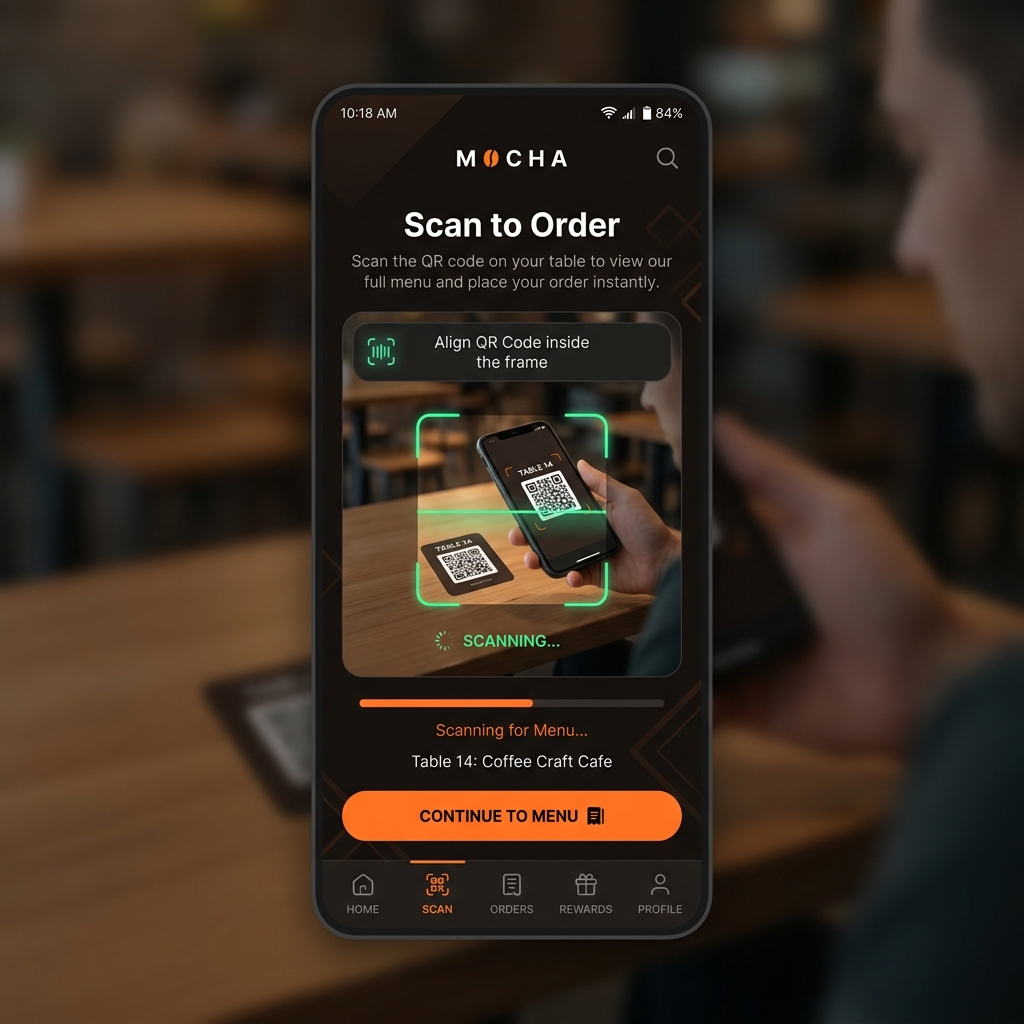 10:18 AM
84%
MOCHA
Scan to Order
Scan the QR code on your table to view our
full menu and place your order instantly.
Align QR Code inside
the frame
TABLE 14
TABLE 14
SCANNING...
Scanning for Menu...
Table 14: Coffee Craft Cafe
CONTINUE TO MENU
HOME
SCAN
ORDERS
REWARDS
PROFILE